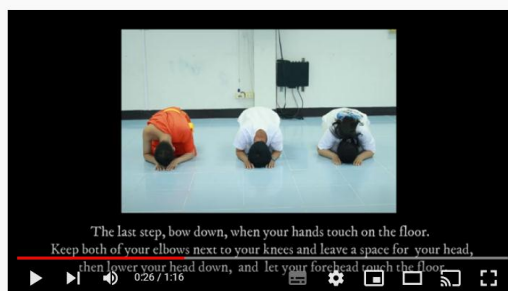 The last step, bow down, when your hands touch on the floor.
Keep both of your elbows next to your knees and leave a space for your head,
then lower your head down, and let your forehead touch the floor
0:26 / 1:16